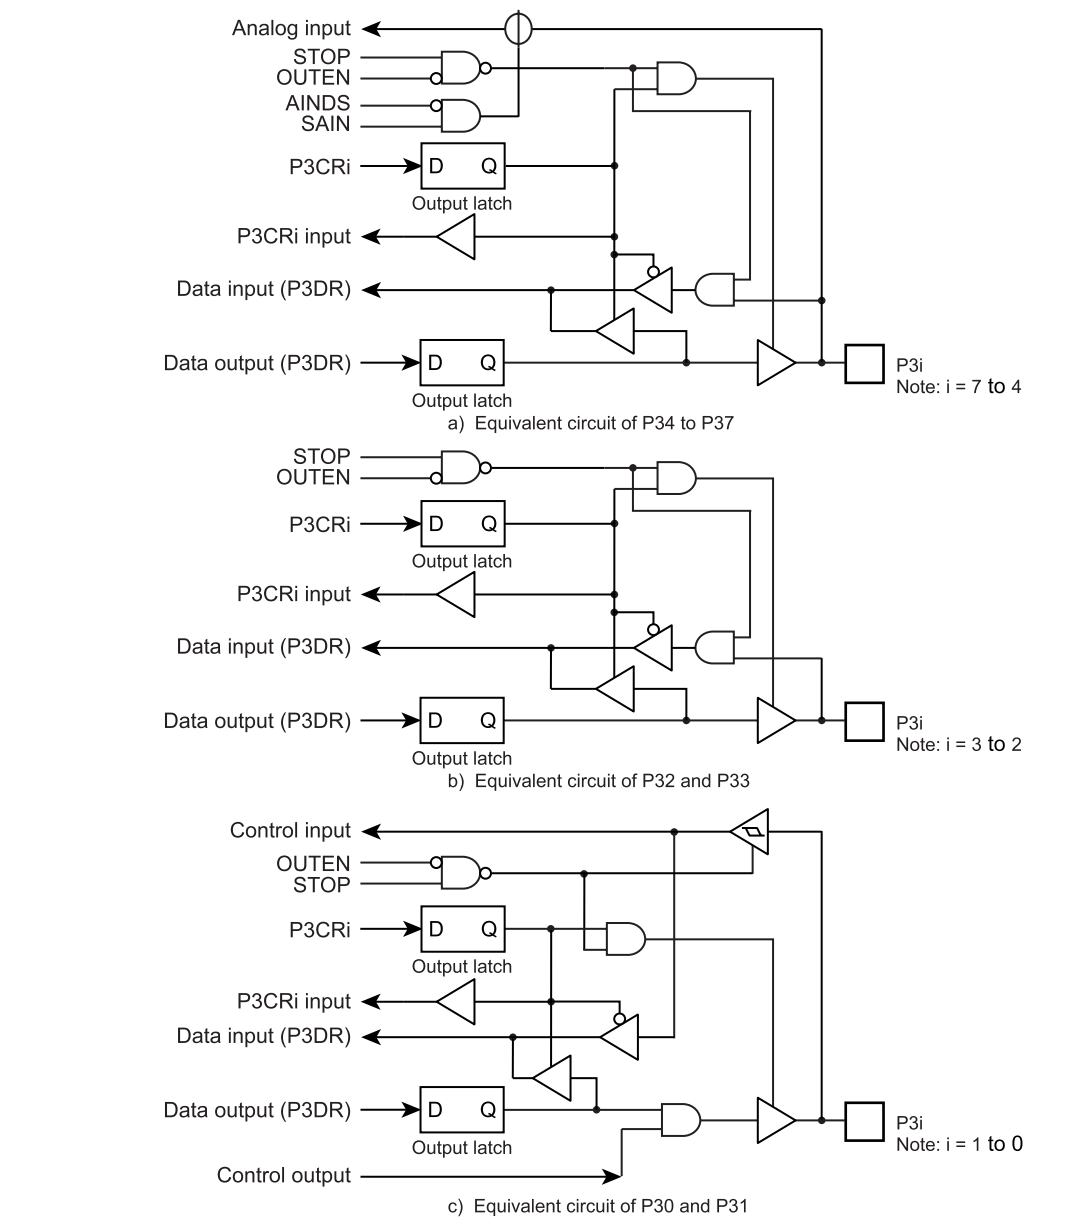 Analog input
STOP
OUTEN
AINDS
SAIN
P3CRi
D Q
Output latch
P3CRi input
Data input (P3DR)
Data output (P3DR)
D Q
Output latch
P3i
Note: i = 7 to 4
a) Equivalent circuit of P34 to P37
STOP
OUTEN
P3CRi
D Q
Output latch
P3CRi input
Data input (P3DR)
Data output (P3DR)
D Q
Output latch
P3i
Note: i = 3 to 2
b) Equivalent circuit of P32 and P33
Control input
OUTEN
STOP
P3CRi
D Q
Output latch
P3CRi input
Data input (P3DR)
Data output (P3DR)
D Q
Output latch
P3i
Note: i = 1 to 0
Control output
c) Equivalent circuit of P30 and P31